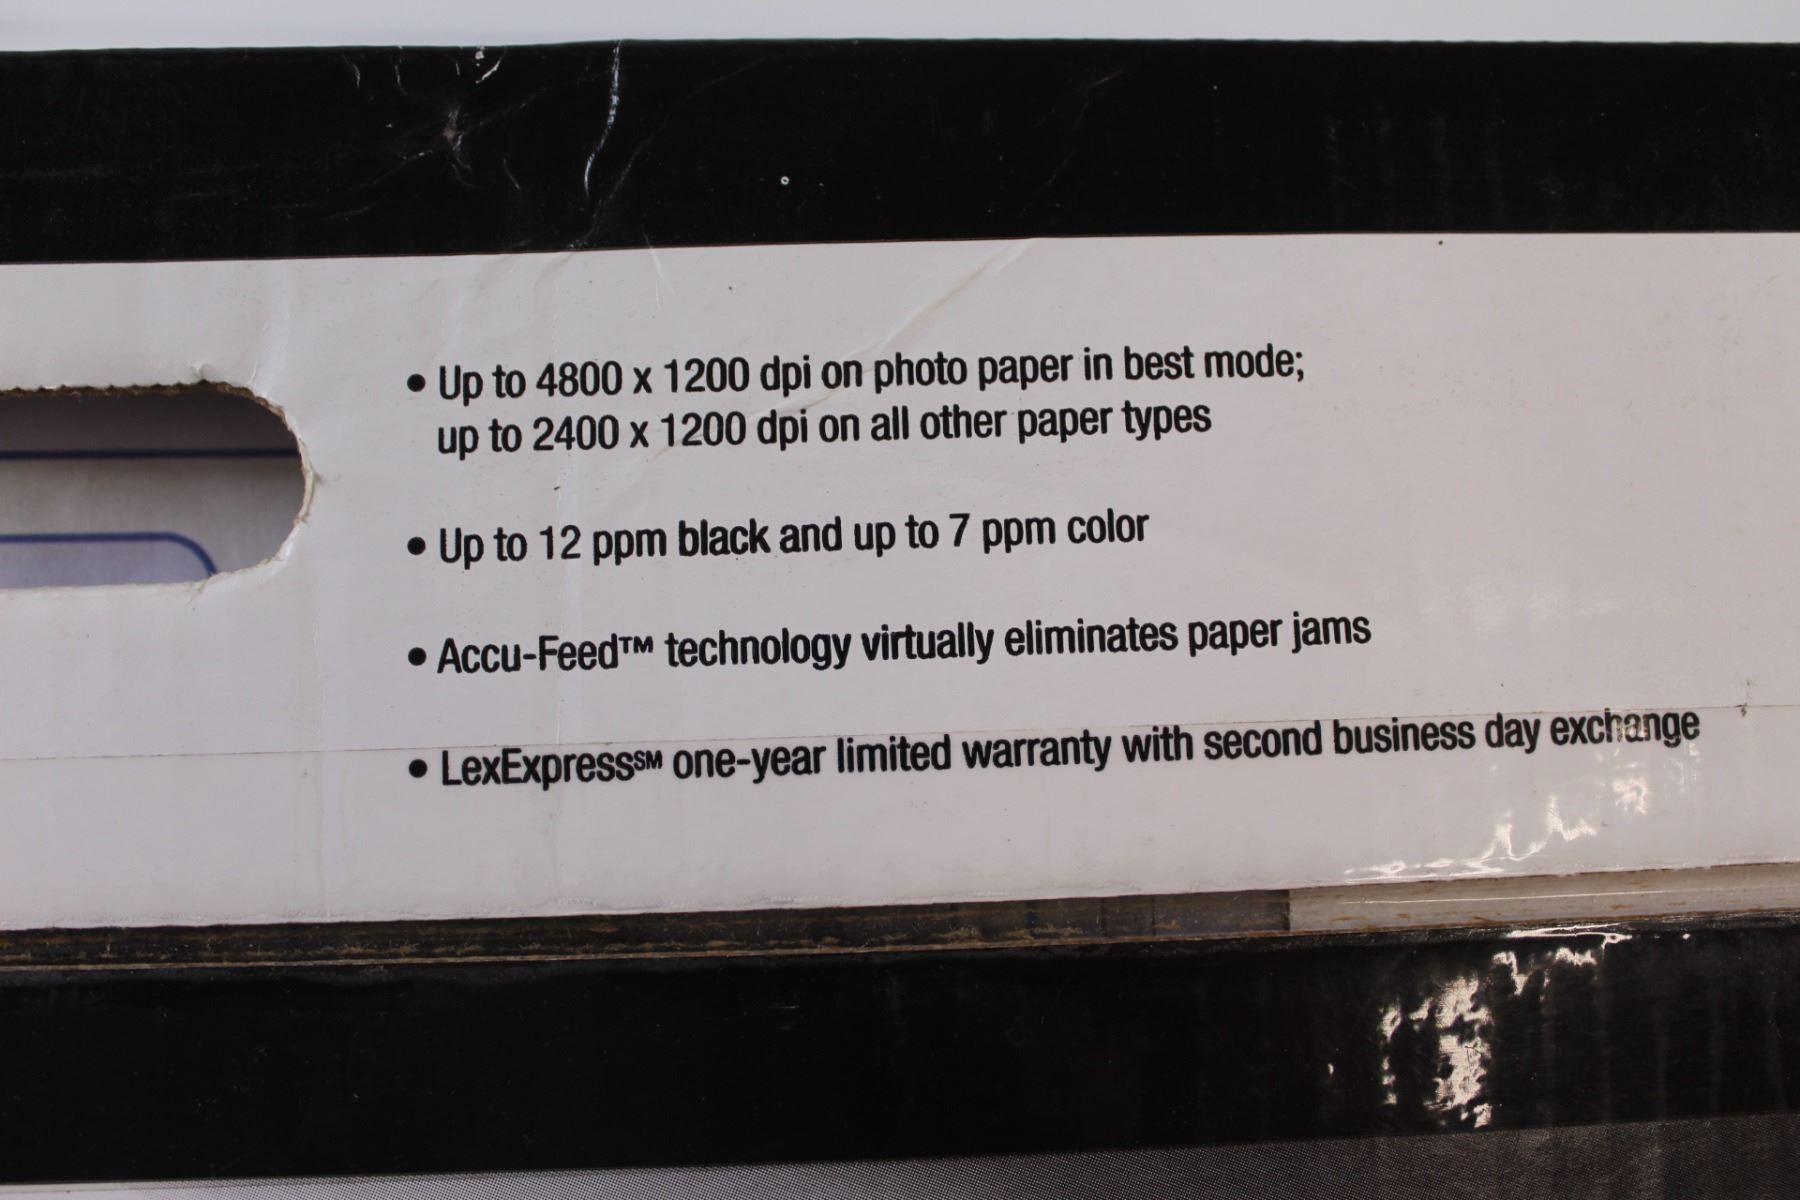 • Up to 4800 x 1200 dpi on photo paper in best mode;
up to 2400 x 1200 dpi on all other paper types
• Up to 12 ppm black and up to 7 ppm color
• Accu-Feed™ technology virtually eliminates paper jams
• LexExpress℠ one-year limited warranty with second business day exchange